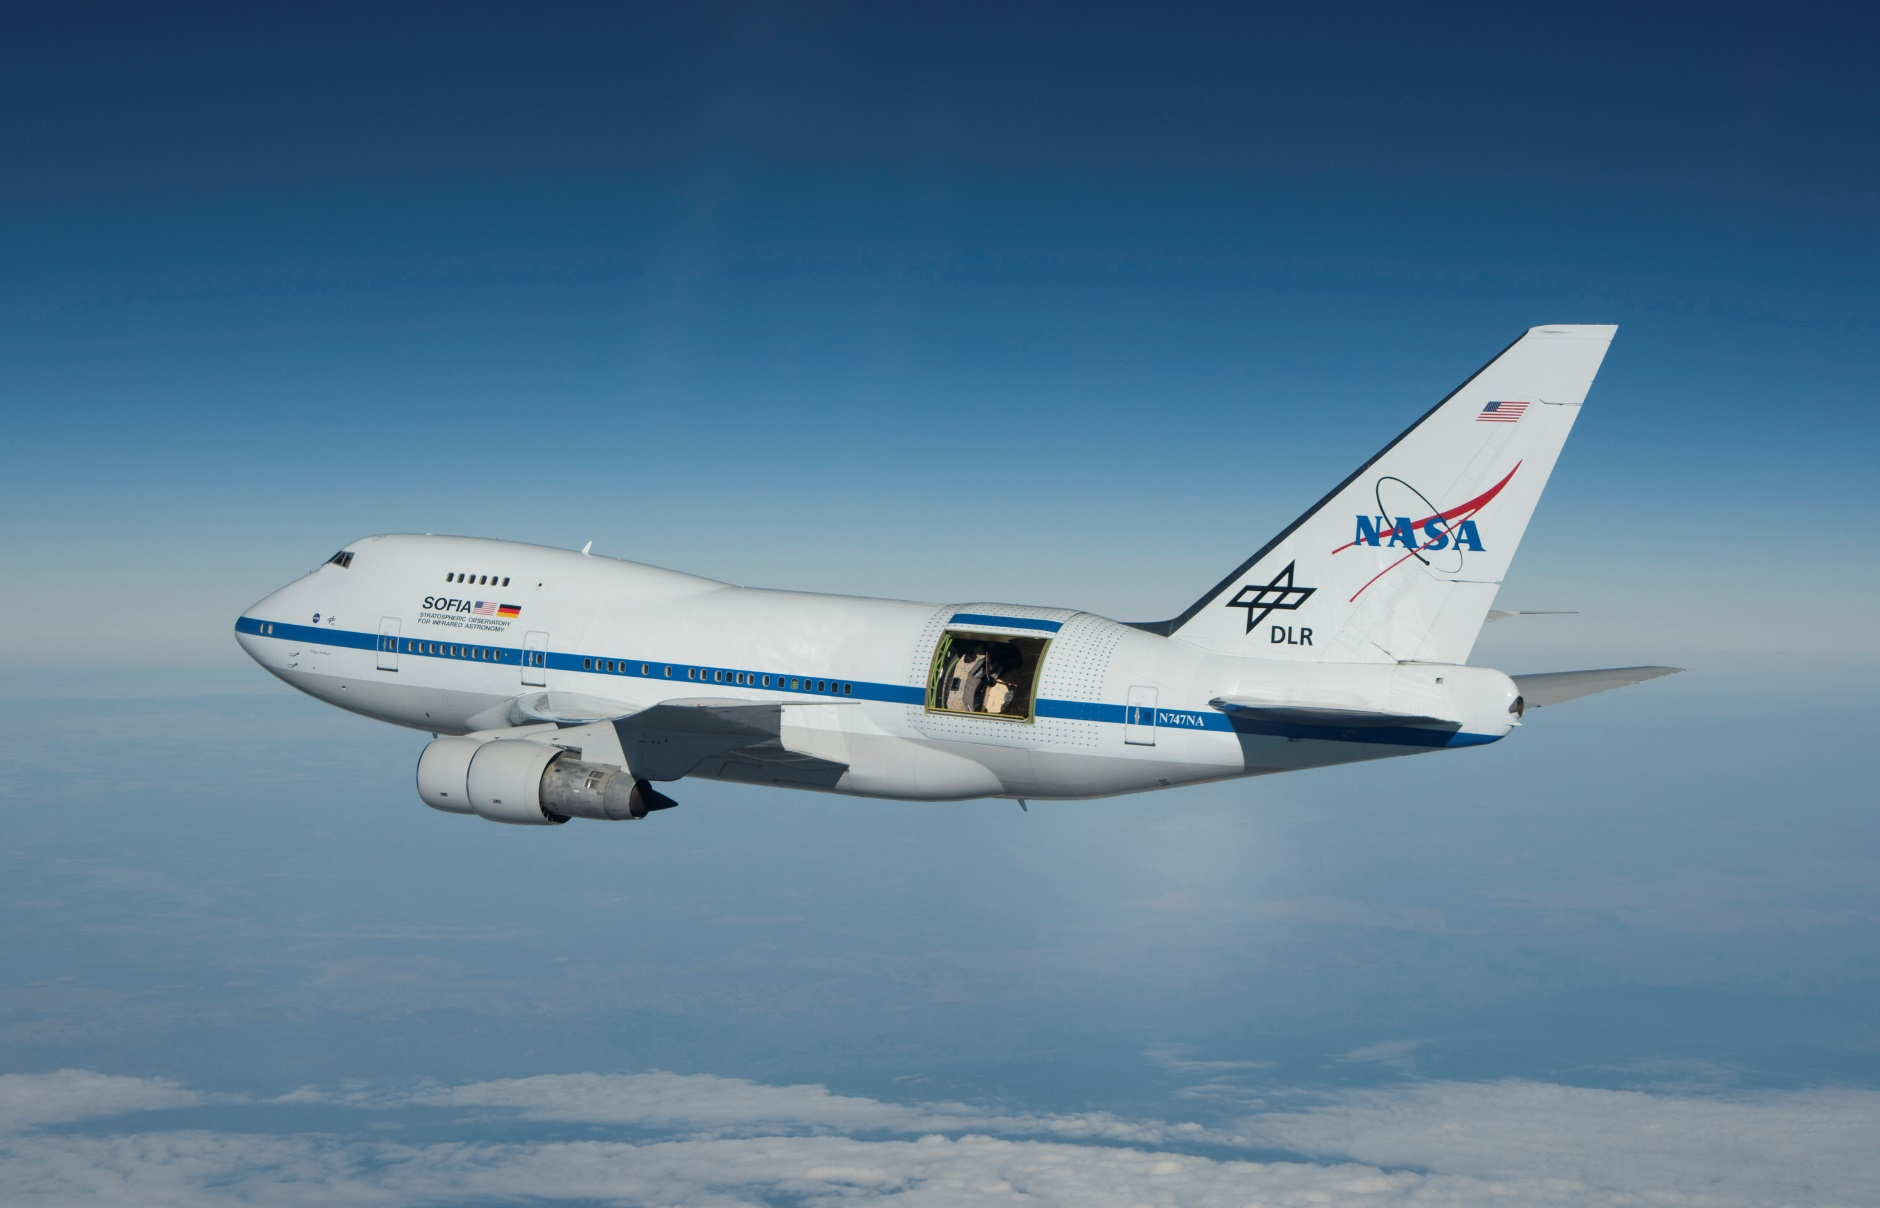 SOFIA
STRATOSPHERIC OBSERVATORY
FOR INFRARED ASTRONOMY
N747NA
NASA
DLR